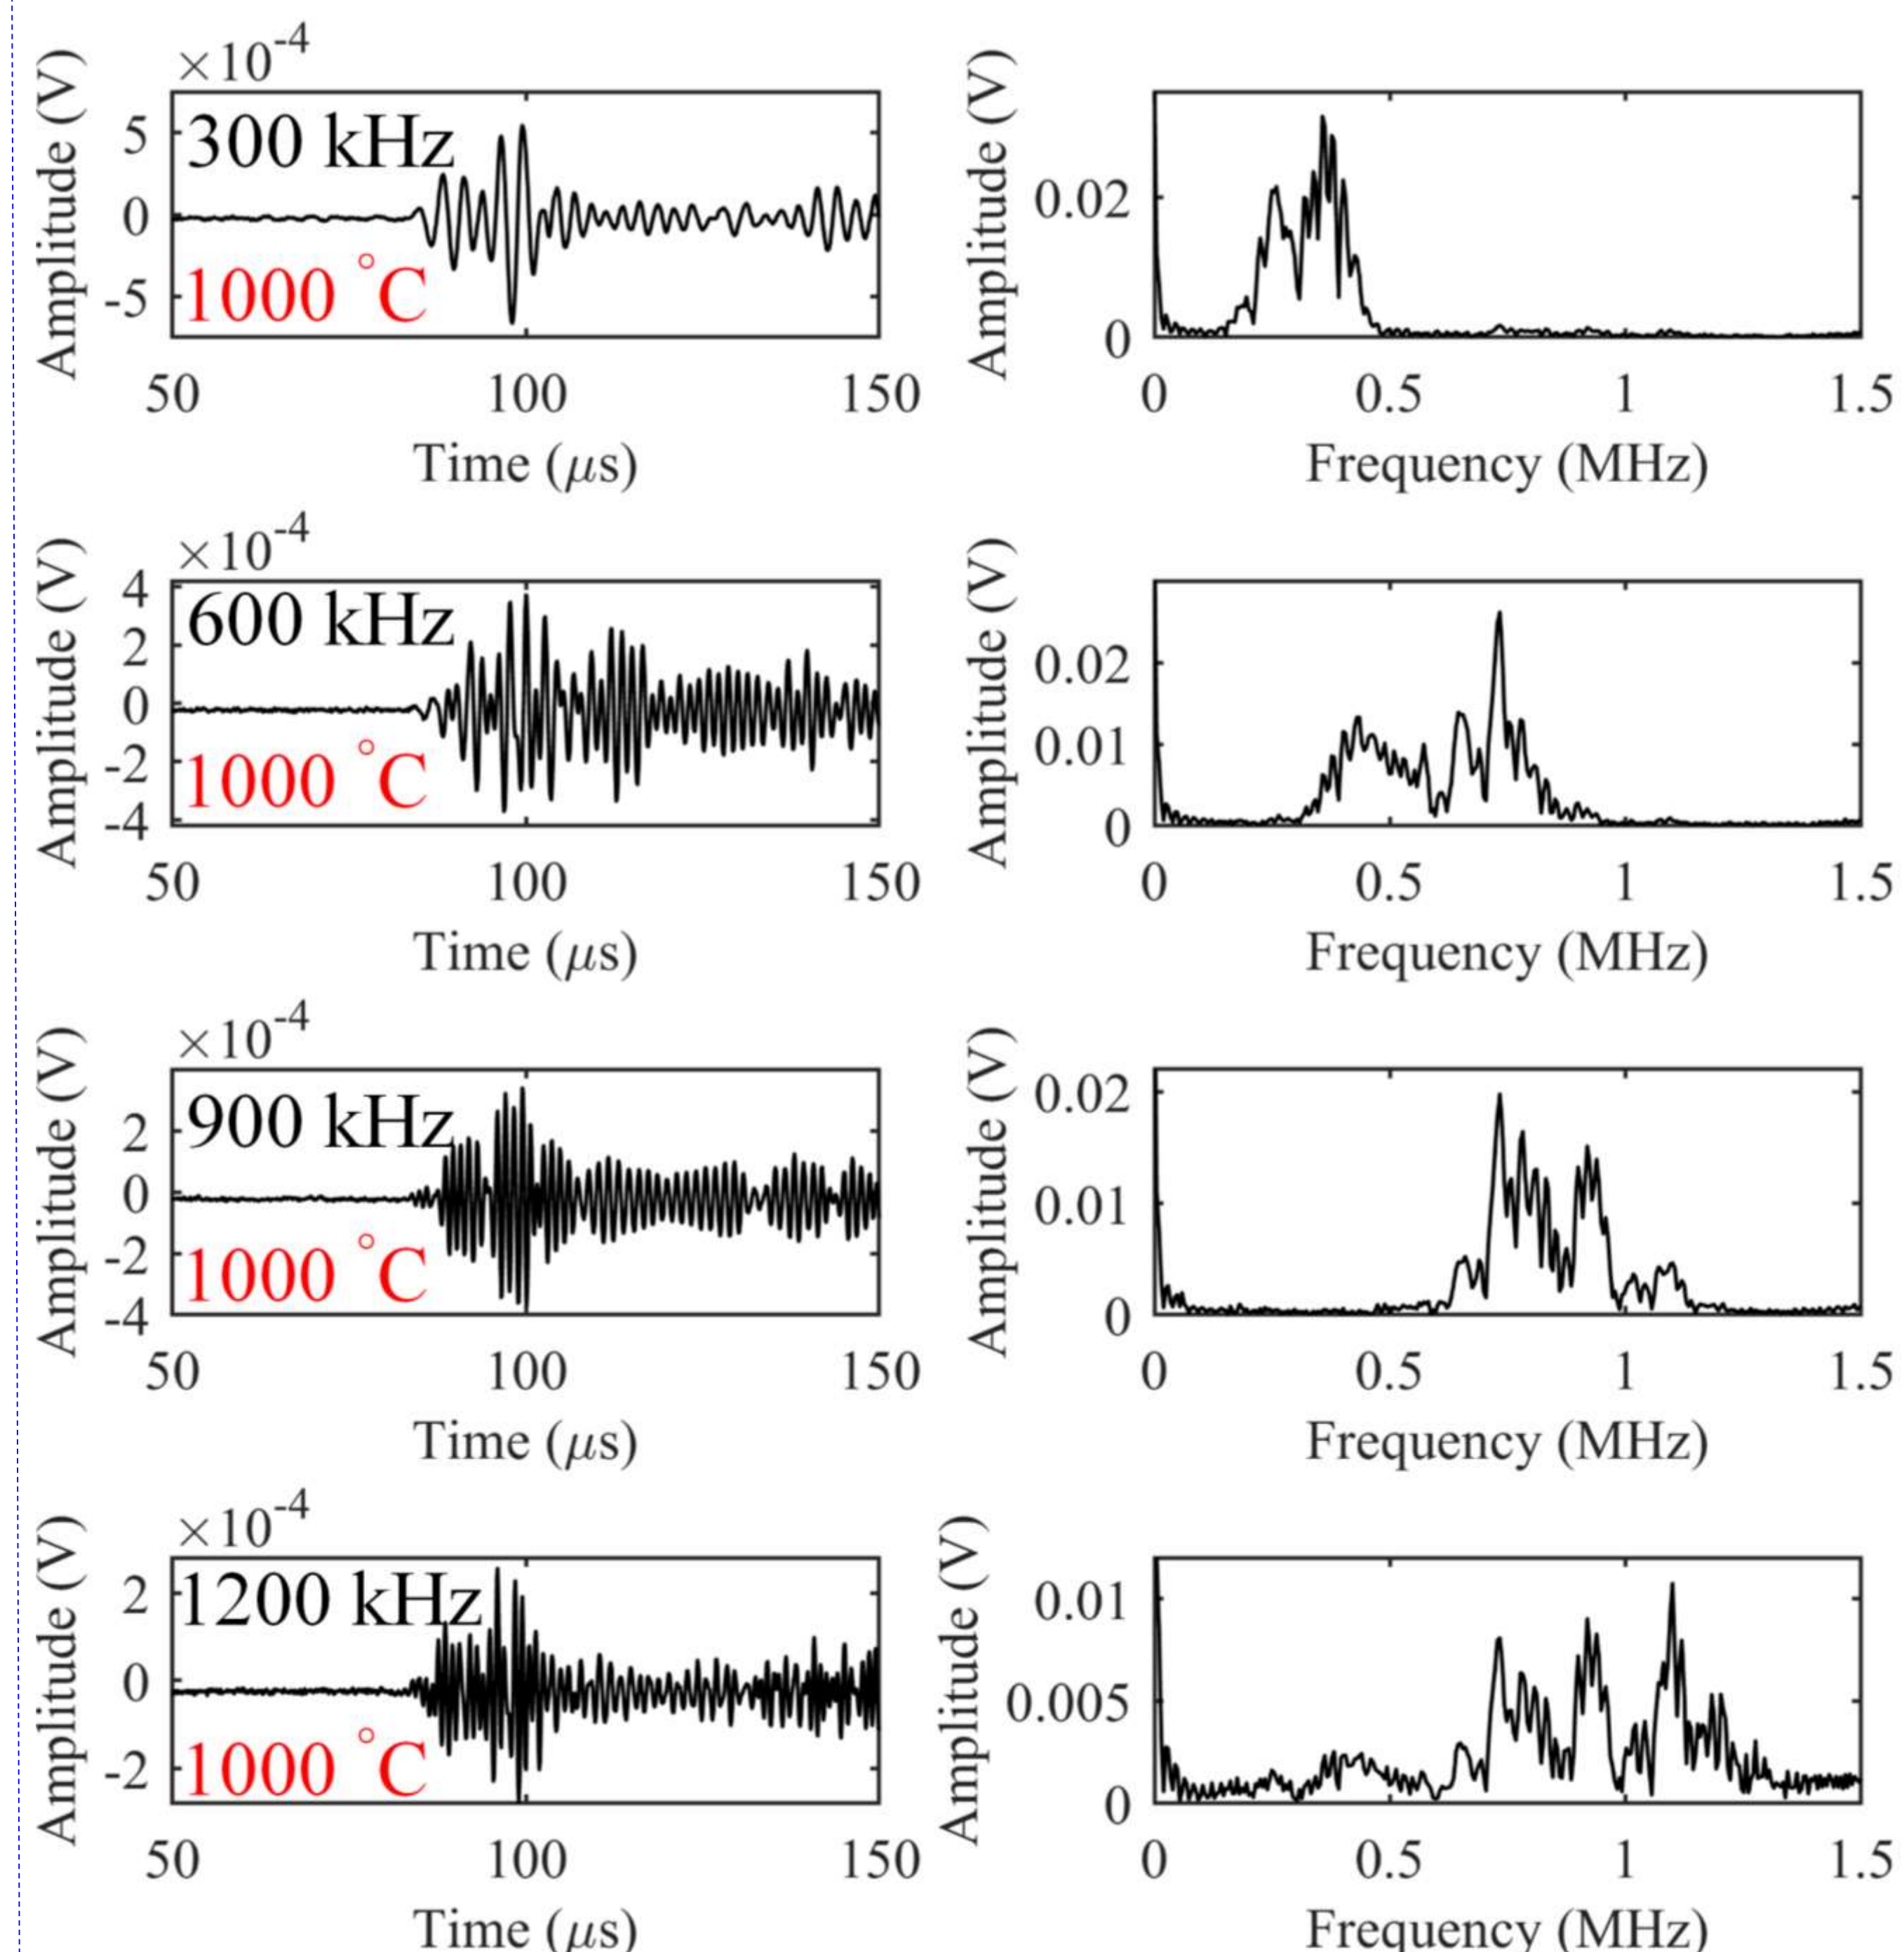 ×10-4
Amplitude (V)
5
0
-5
300 kHz
1000 °C
50 100 150
Time (μs)
Amplitude (V)
0.02
0
0 0.5 1 1.5
Frequency (MHz)
×10-4
Amplitude (V)
4
2
0
-2
-4
600 kHz
1000 °C
50 100 150
Time (μs)
Amplitude (V)
0.02
0.01
0
0 0.5 1 1.5
Frequency (MHz)
×10-4
Amplitude (V)
2
0
-2
-4
900 kHz
1000 °C
50 100 150
Time (μs)
Amplitude (V)
0.02
0.01
0
0 0.5 1 1.5
Frequency (MHz)
×10-4
Amplitude (V)
2
0
-2
1200 kHz
1000 °C
50 100 150
Time (μs)
Amplitude (V)
0.01
0.005
0
0 0.5 1 1.5
Frequency (MHz)